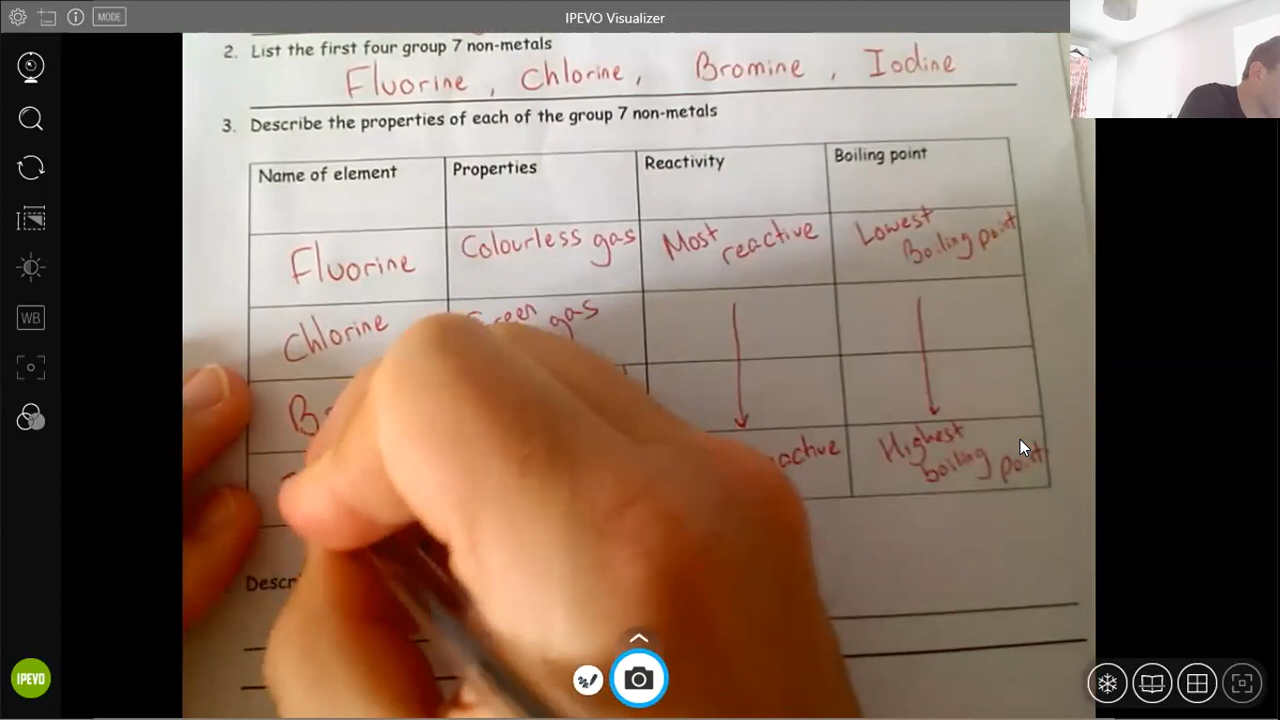 IPEVO Visualizer
MODE
2. List the first four group 7 non-metals
Fluorine, Chlorine, Bromine, Iodine
3. Describe the properties of each of the group 7 non-metals
Name of element Properties Reactivity Boiling point
Fluorine Colourless gas Most reactive Lowest Boiling point
Chlorine Green gas
Highest boiling point
WB
IPEVO